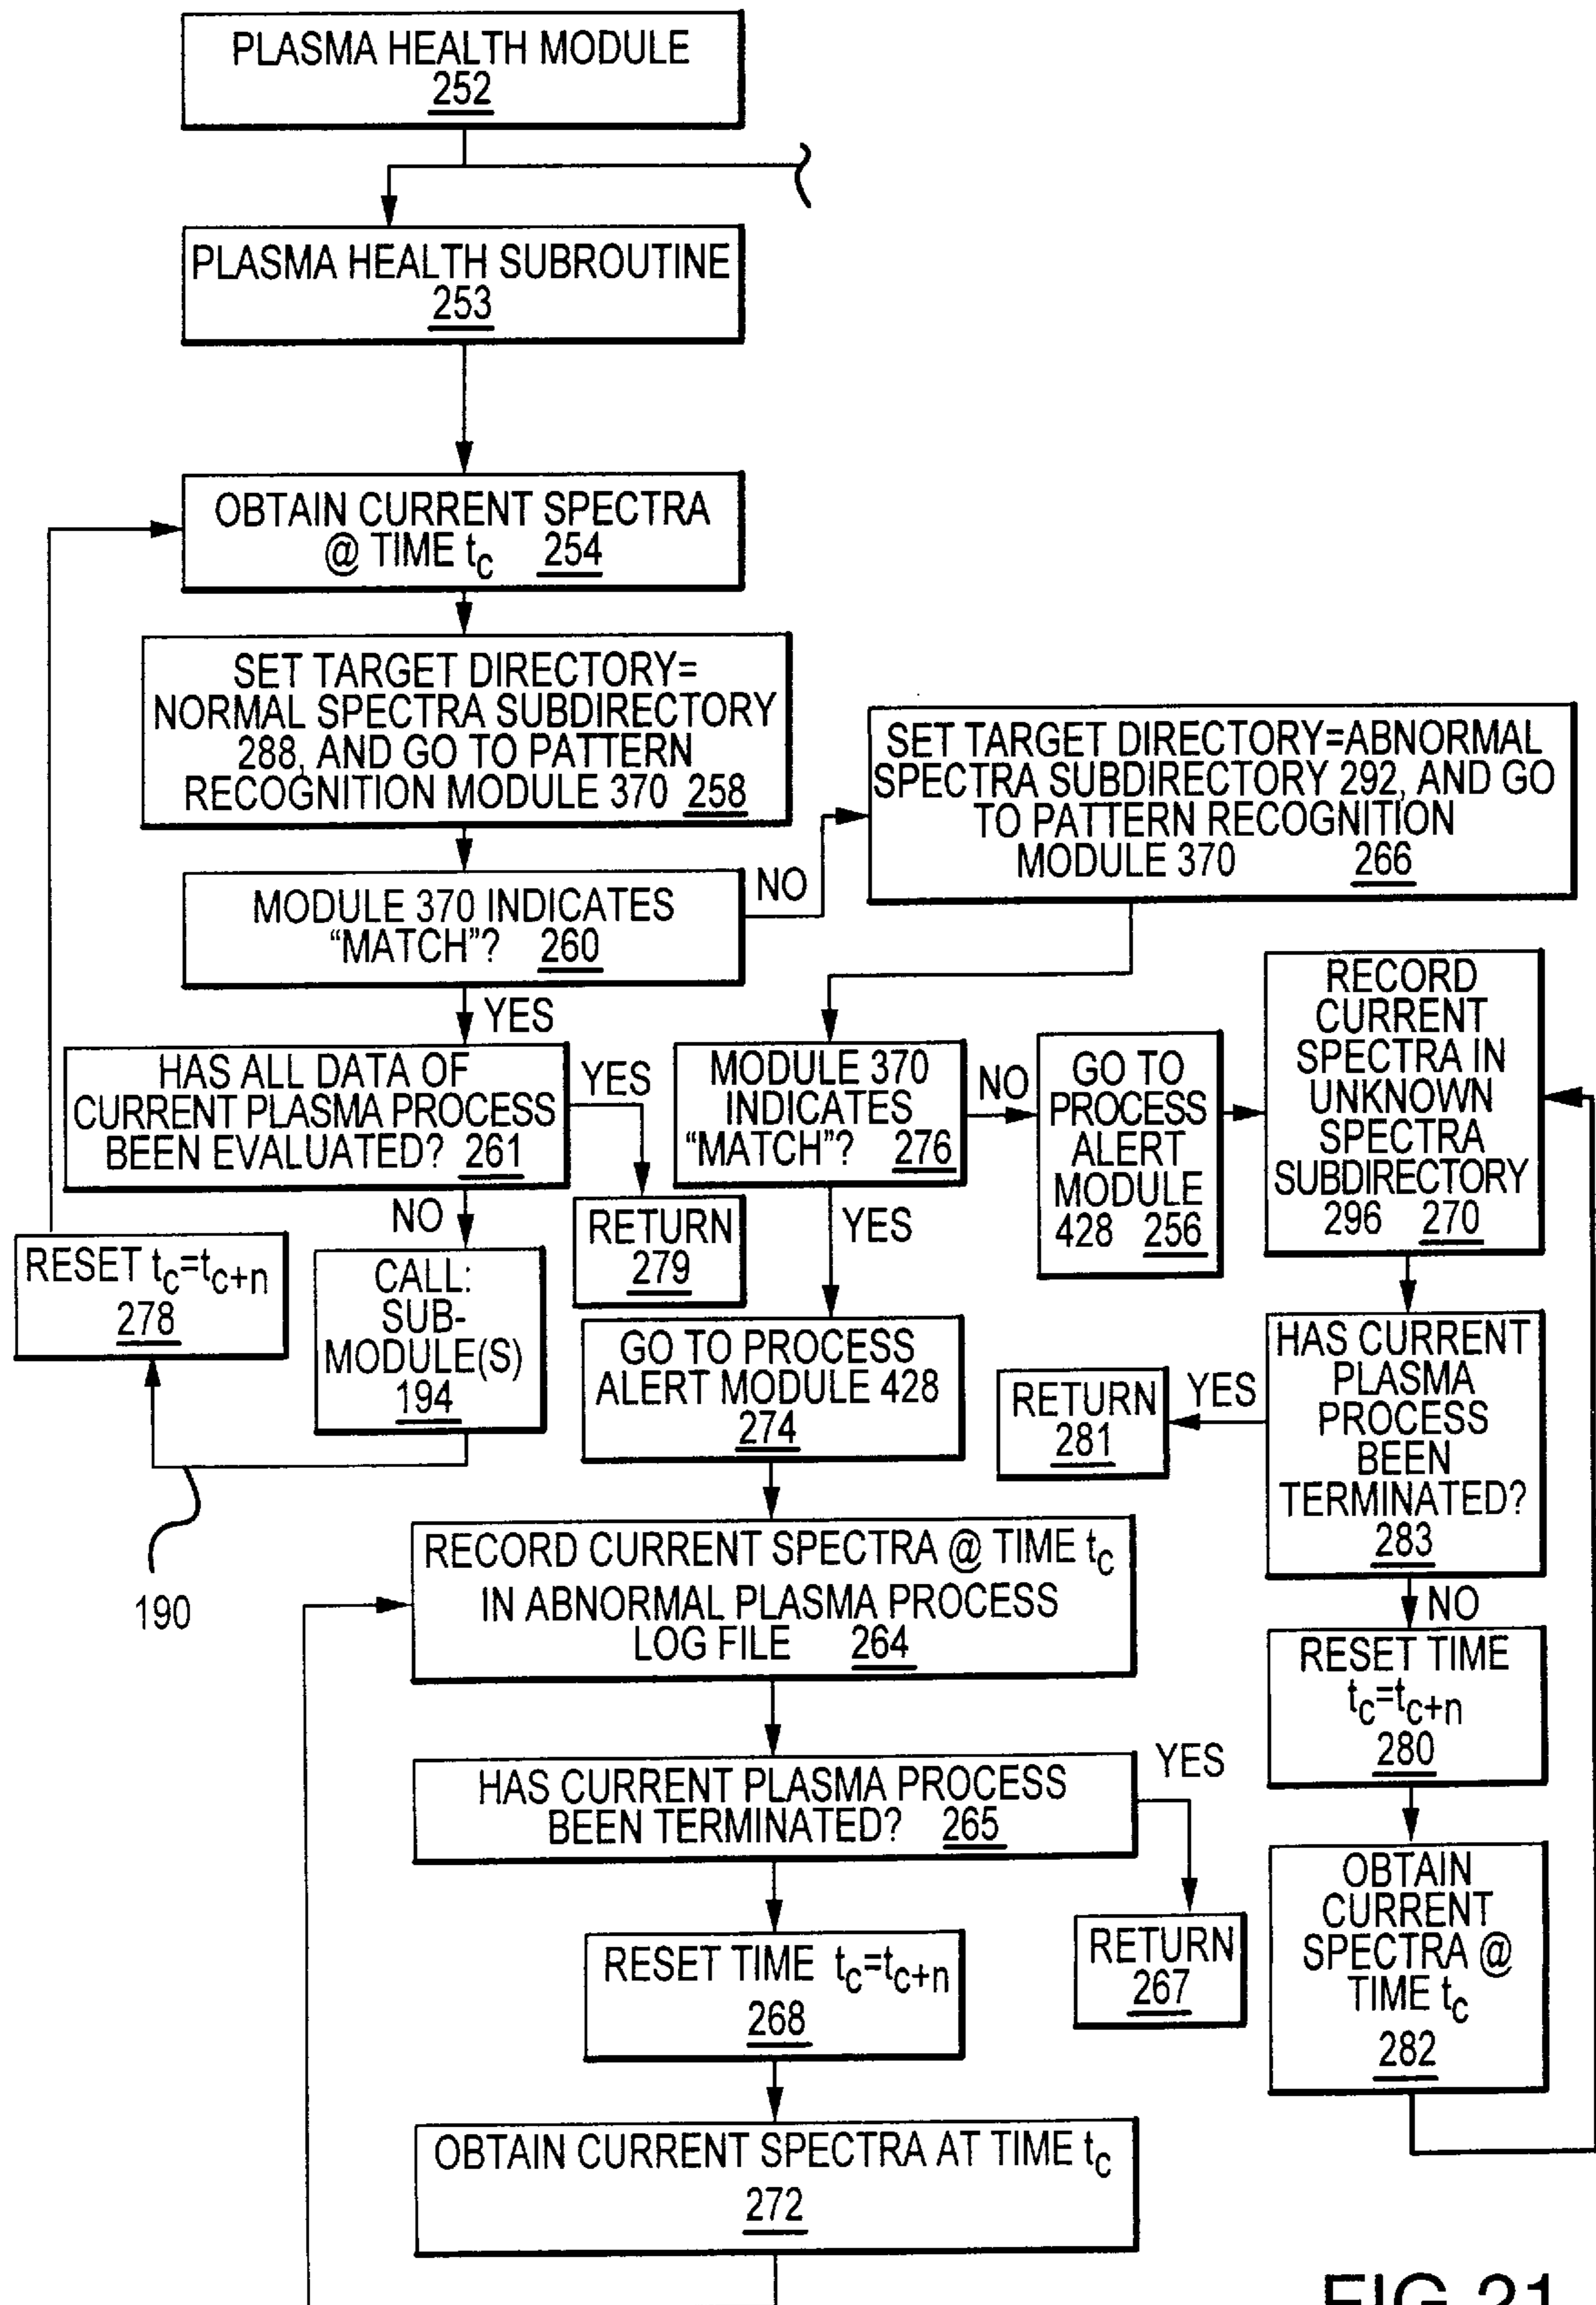 PLASMA HEALTH MODULE
252
PLASMA HEALTH SUBROUTINE
253
OBTAIN CURRENT SPECTRA
@ TIME tc 254
SET TARGET DIRECTORY=
NORMAL SPECTRA SUBDIRECTORY
288, AND GO TO PATTERN
RECOGNITION MODULE 370 258
SET TARGET DIRECTORY=ABNORMAL
SPECTRA SUBDIRECTORY 292, AND GO
TO PATTERN RECOGNITION
MODULE 370 266
MODULE 370 INDICATES
“MATCH”? 260
NO
YES
HAS ALL DATA OF
CURRENT PLASMA PROCESS
BEEN EVALUATED? 261
YES
NO
RETURN
279
RESET tc=tc+n
278
CALL:
SUB-
MODULE(S)
194
190
MODULE 370
INDICATES
“MATCH”? 276
NO
YES
GO TO
PROCESS
ALERT
MODULE
428 256
RECORD
CURRENT
SPECTRA IN
UNKNOWN
SPECTRA
SUBDIRECTORY
296 270
GO TO PROCESS
ALERT MODULE 428
274
HAS CURRENT
PLASMA
PROCESS
BEEN
TERMINATED?
283
YES
RETURN
281
NO
RECORD CURRENT SPECTRA @ TIME tc
IN ABNORMAL PLASMA PROCESS
LOG FILE 264
RESET TIME
tc=tc+n
280
HAS CURRENT PLASMA PROCESS
BEEN TERMINATED? 265
YES
RETURN
267
OBTAIN
CURRENT
SPECTRA @
TIME tc
282
RESET TIME tc=tc+n
268
OBTAIN CURRENT SPECTRA AT TIME tc
272
FIG.21